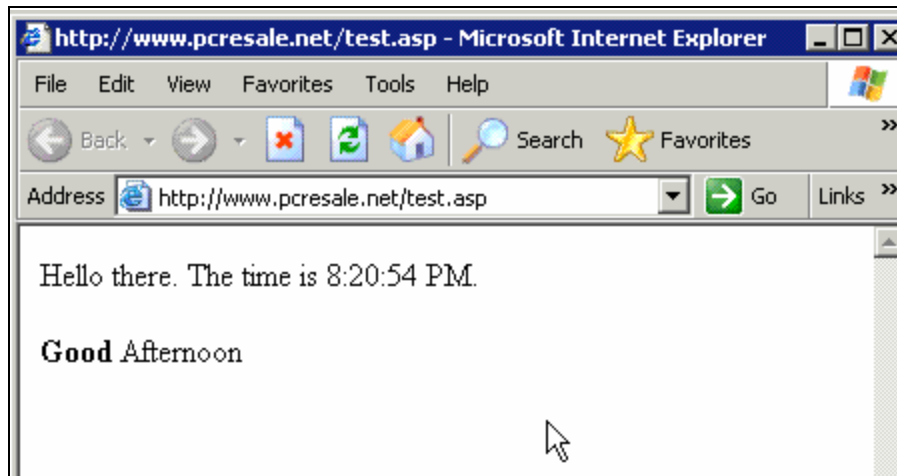 http://www.pcresale.net/test.asp - Microsoft Internet Explorer
File Edit View Favorites Tools Help
Back Search Favorites »
Address http://www.pcresale.net/test.asp Go Links »
Hello there. The time is 8:20:54 PM.
Good Afternoon